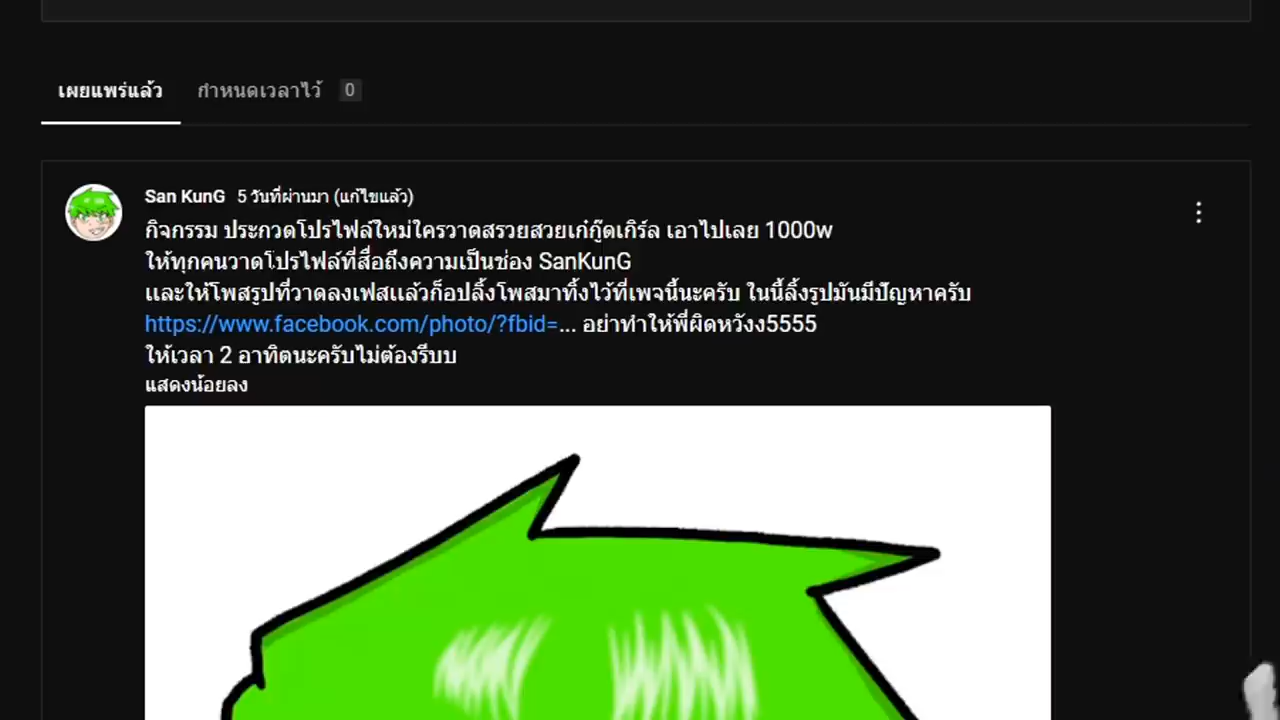 เผยแพร่แล้ว กำหนดเวลาไว้ 0
San KunG 5 วันที่ผ่านมา (แก้ไขแล้ว)
กิจกรรม ประกวดโปรไฟล์ใหม่ใครวาดสรวยสวยเก๋กู๊ดเกิร์ล เอาไปเลย 1000w
ให้ทุกคนวาดโปรไฟล์ที่สื่อถึงความเป็นช่อง SanKunG
และให้โพสรูปที่วาดลงเฟสแล้วก็อปลิ้งโพสมาทิ้งไว้ที่เพจนี้นะครับ ในนี้ลิ้งรูปมันมีปัญหาครับ
https://www.facebook.com/photo/?fbid=... อย่าทำให้พี่ผิดหวังง5555
ให้เวลา 2 อาทิตนะครับไม่ต้องรีบบ
แสดงน้อยลง